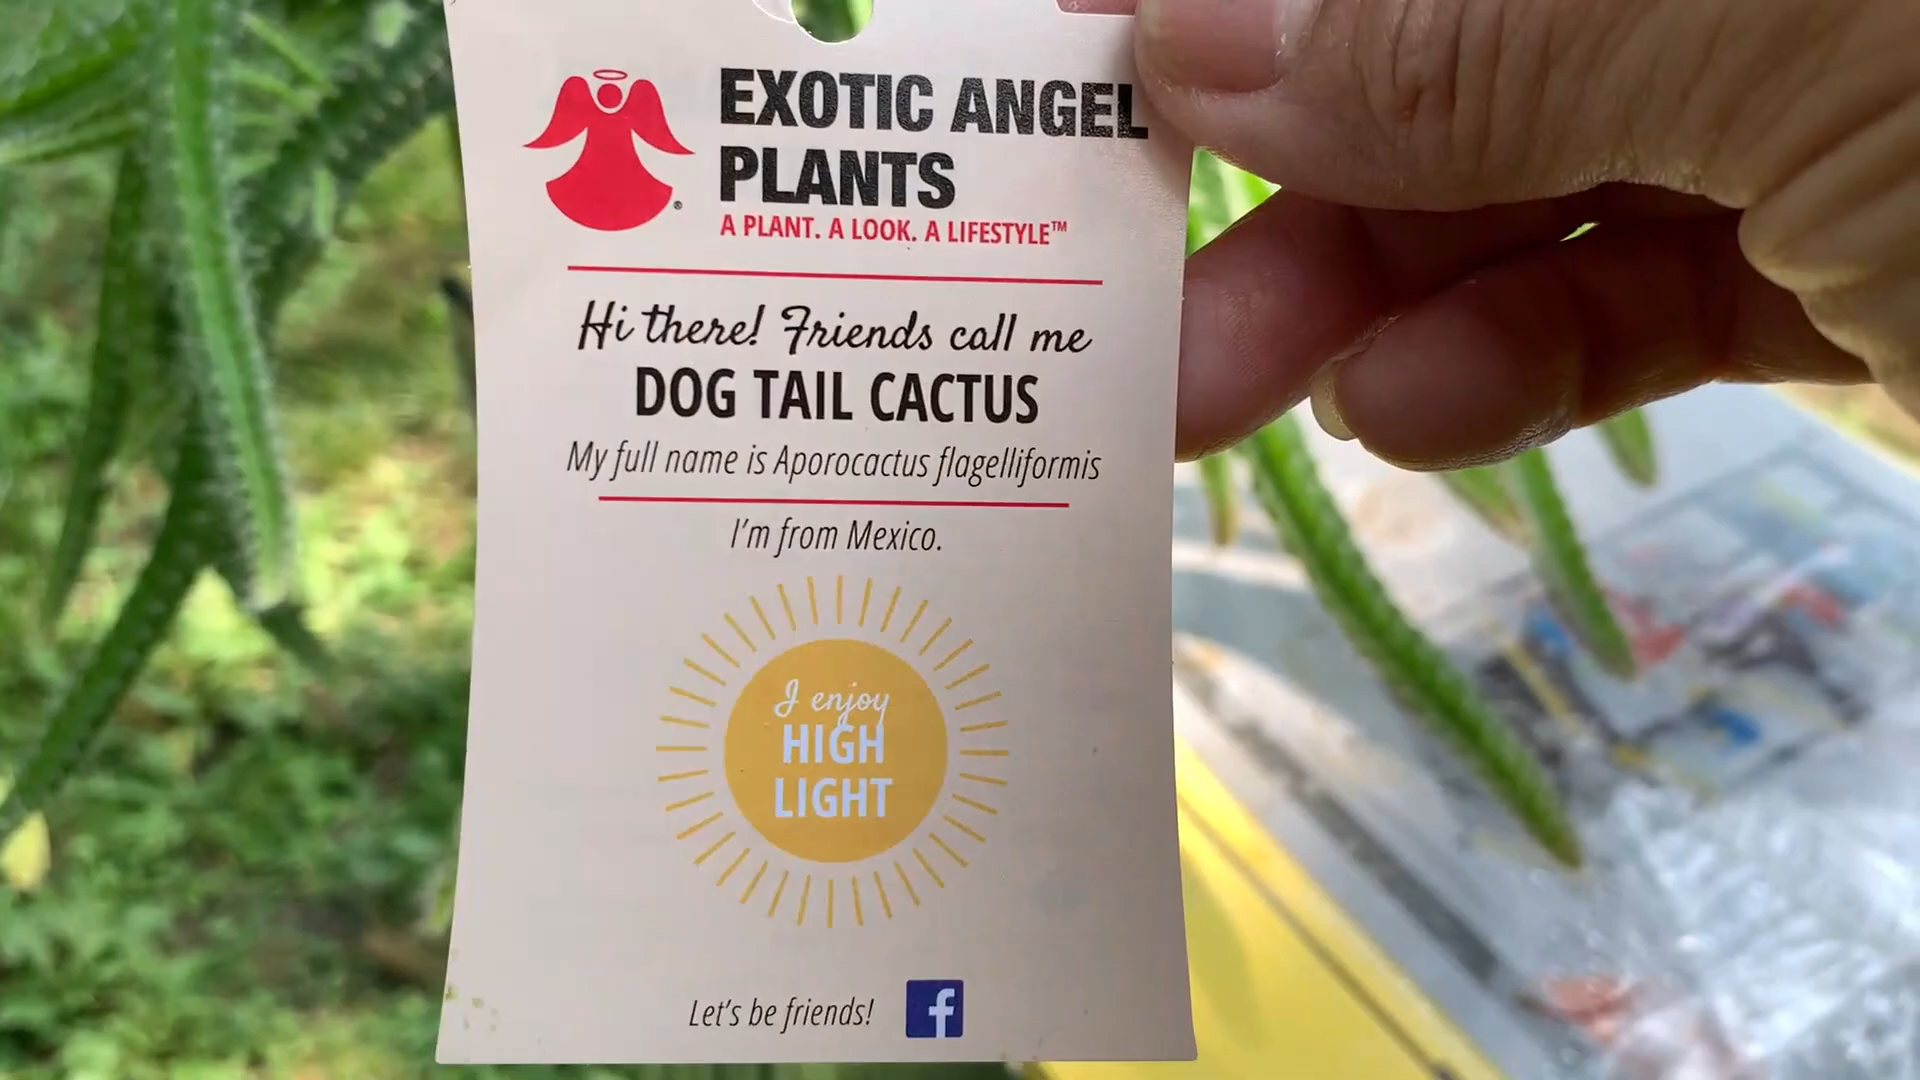 EXOTIC ANGEL
PLANTS
A PLANT. A LOOK. A LIFESTYLE™
®
Hi there! Friends call me
DOG TAIL CACTUS
My full name is Aporocactus flagelliformis
I'm from Mexico.
I enjoy
HIGH
LIGHT
Let's be friends!
f